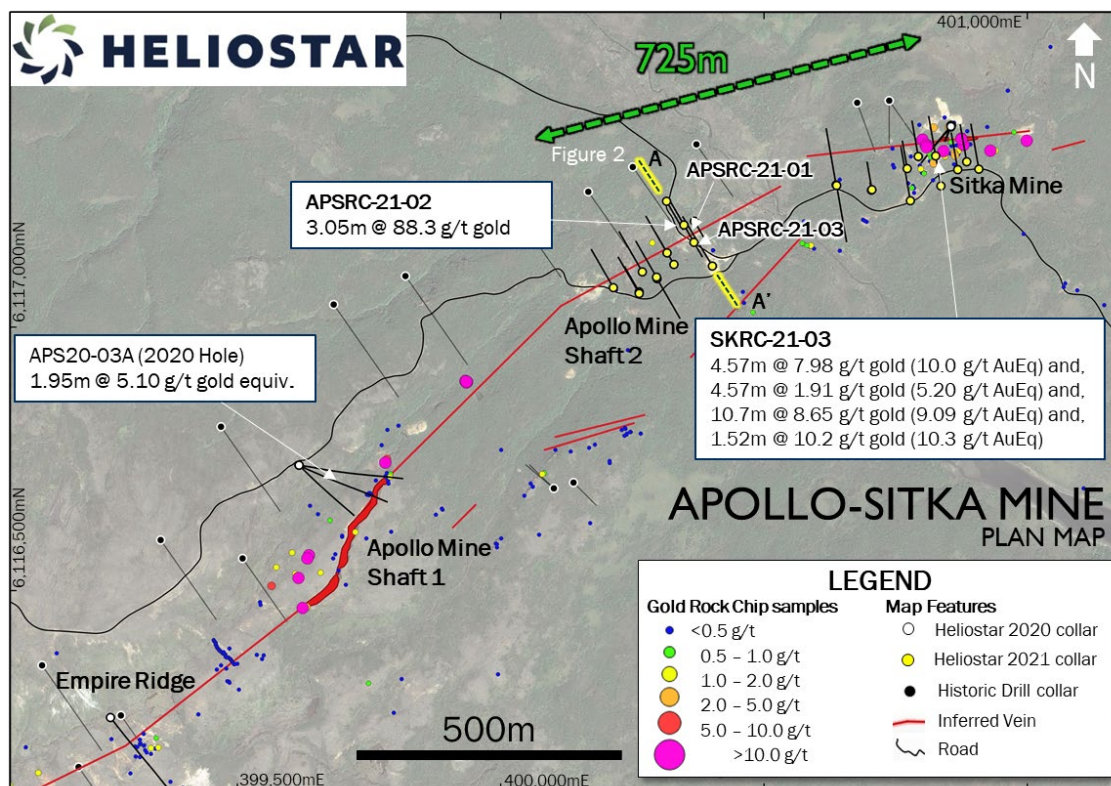 HELIOSTAR
401,000mE
N
725m
Figure 2
A
APSRC-21-01
APSRC-21-02
3.05m @ 88.3 g/t gold
APSRC-21-03
A'
Sitka Mine
6,117,000mN
Apollo Mine
Shaft 2
APS20-03A (2020 Hole)
1.95m @ 5.10 g/t gold equiv.
SKRC-21-03
4.57m @ 7.98 g/t gold (10.0 g/t AuEq) and,
4.57m @ 1.91 g/t gold (5.20 g/t AuEq) and,
10.7m @ 8.65 g/t gold (9.09 g/t AuEq) and,
1.52m @ 10.2 g/t gold (10.3 g/t AuEq)
6,116,500mN
Apollo Mine
Shaft 1
APOLLO-SITKA MINE
PLAN MAP
Empire Ridge
500m
399,500mE
400,000mE
LEGEND
Gold Rock Chip samples
<0.5 g/t
0.5 – 1.0 g/t
1.0 – 2.0 g/t
2.0 – 5.0 g/t
5.0 – 10.0 g/t
>10.0 g/t
Map Features
Heliostar 2020 collar
Heliostar 2021 collar
Historic Drill collar
Inferred Vein
Road